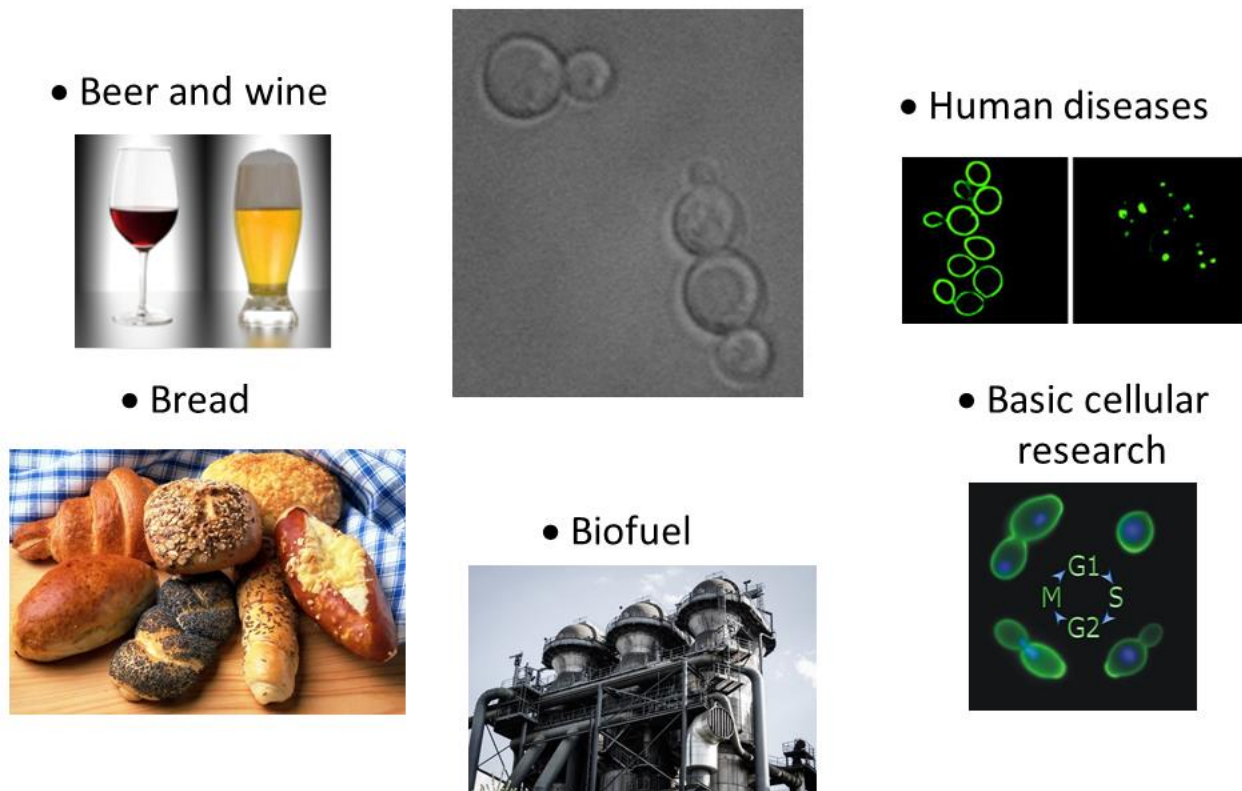 • Beer and wine
• Bread
• Biofuel
• Human diseases
• Basic cellular
research
G1
M S
G2